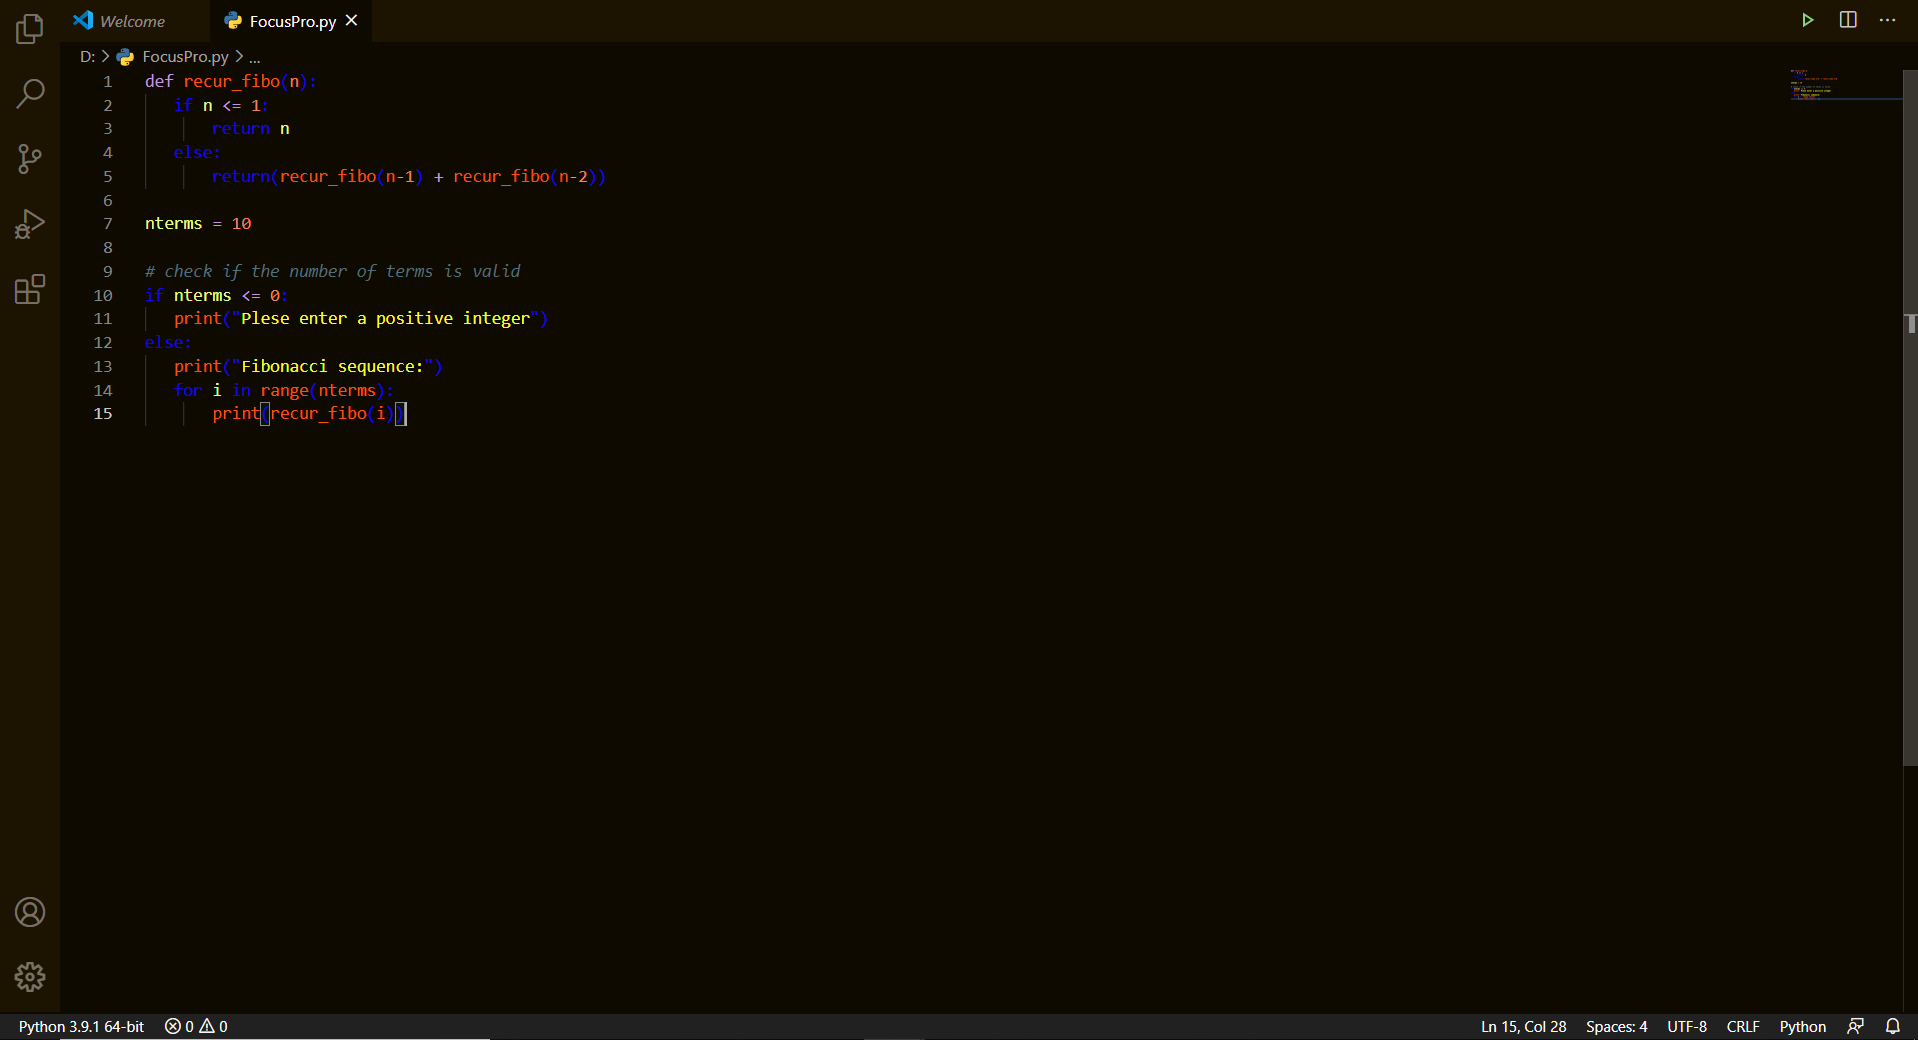 Welcome FocusPro.py
D: > FocusPro.py > ...
1 def recur_fibo(n):
2 if n <= 1:
3 return n
4 else:
5 return(recur_fibo(n-1) + recur_fibo(n-2))
6
7 nterms = 10
8
9 # check if the number of terms is valid
10 if nterms <= 0:
11 print("Plese enter a positive integer")
12 else:
13 print("Fibonacci sequence:")
14 for i in range(nterms):
15 print(recur_fibo(i))
Python 3.9.1 64-bit 0 0 Ln 15, Col 28 Spaces: 4 UTF-8 CRLF Python